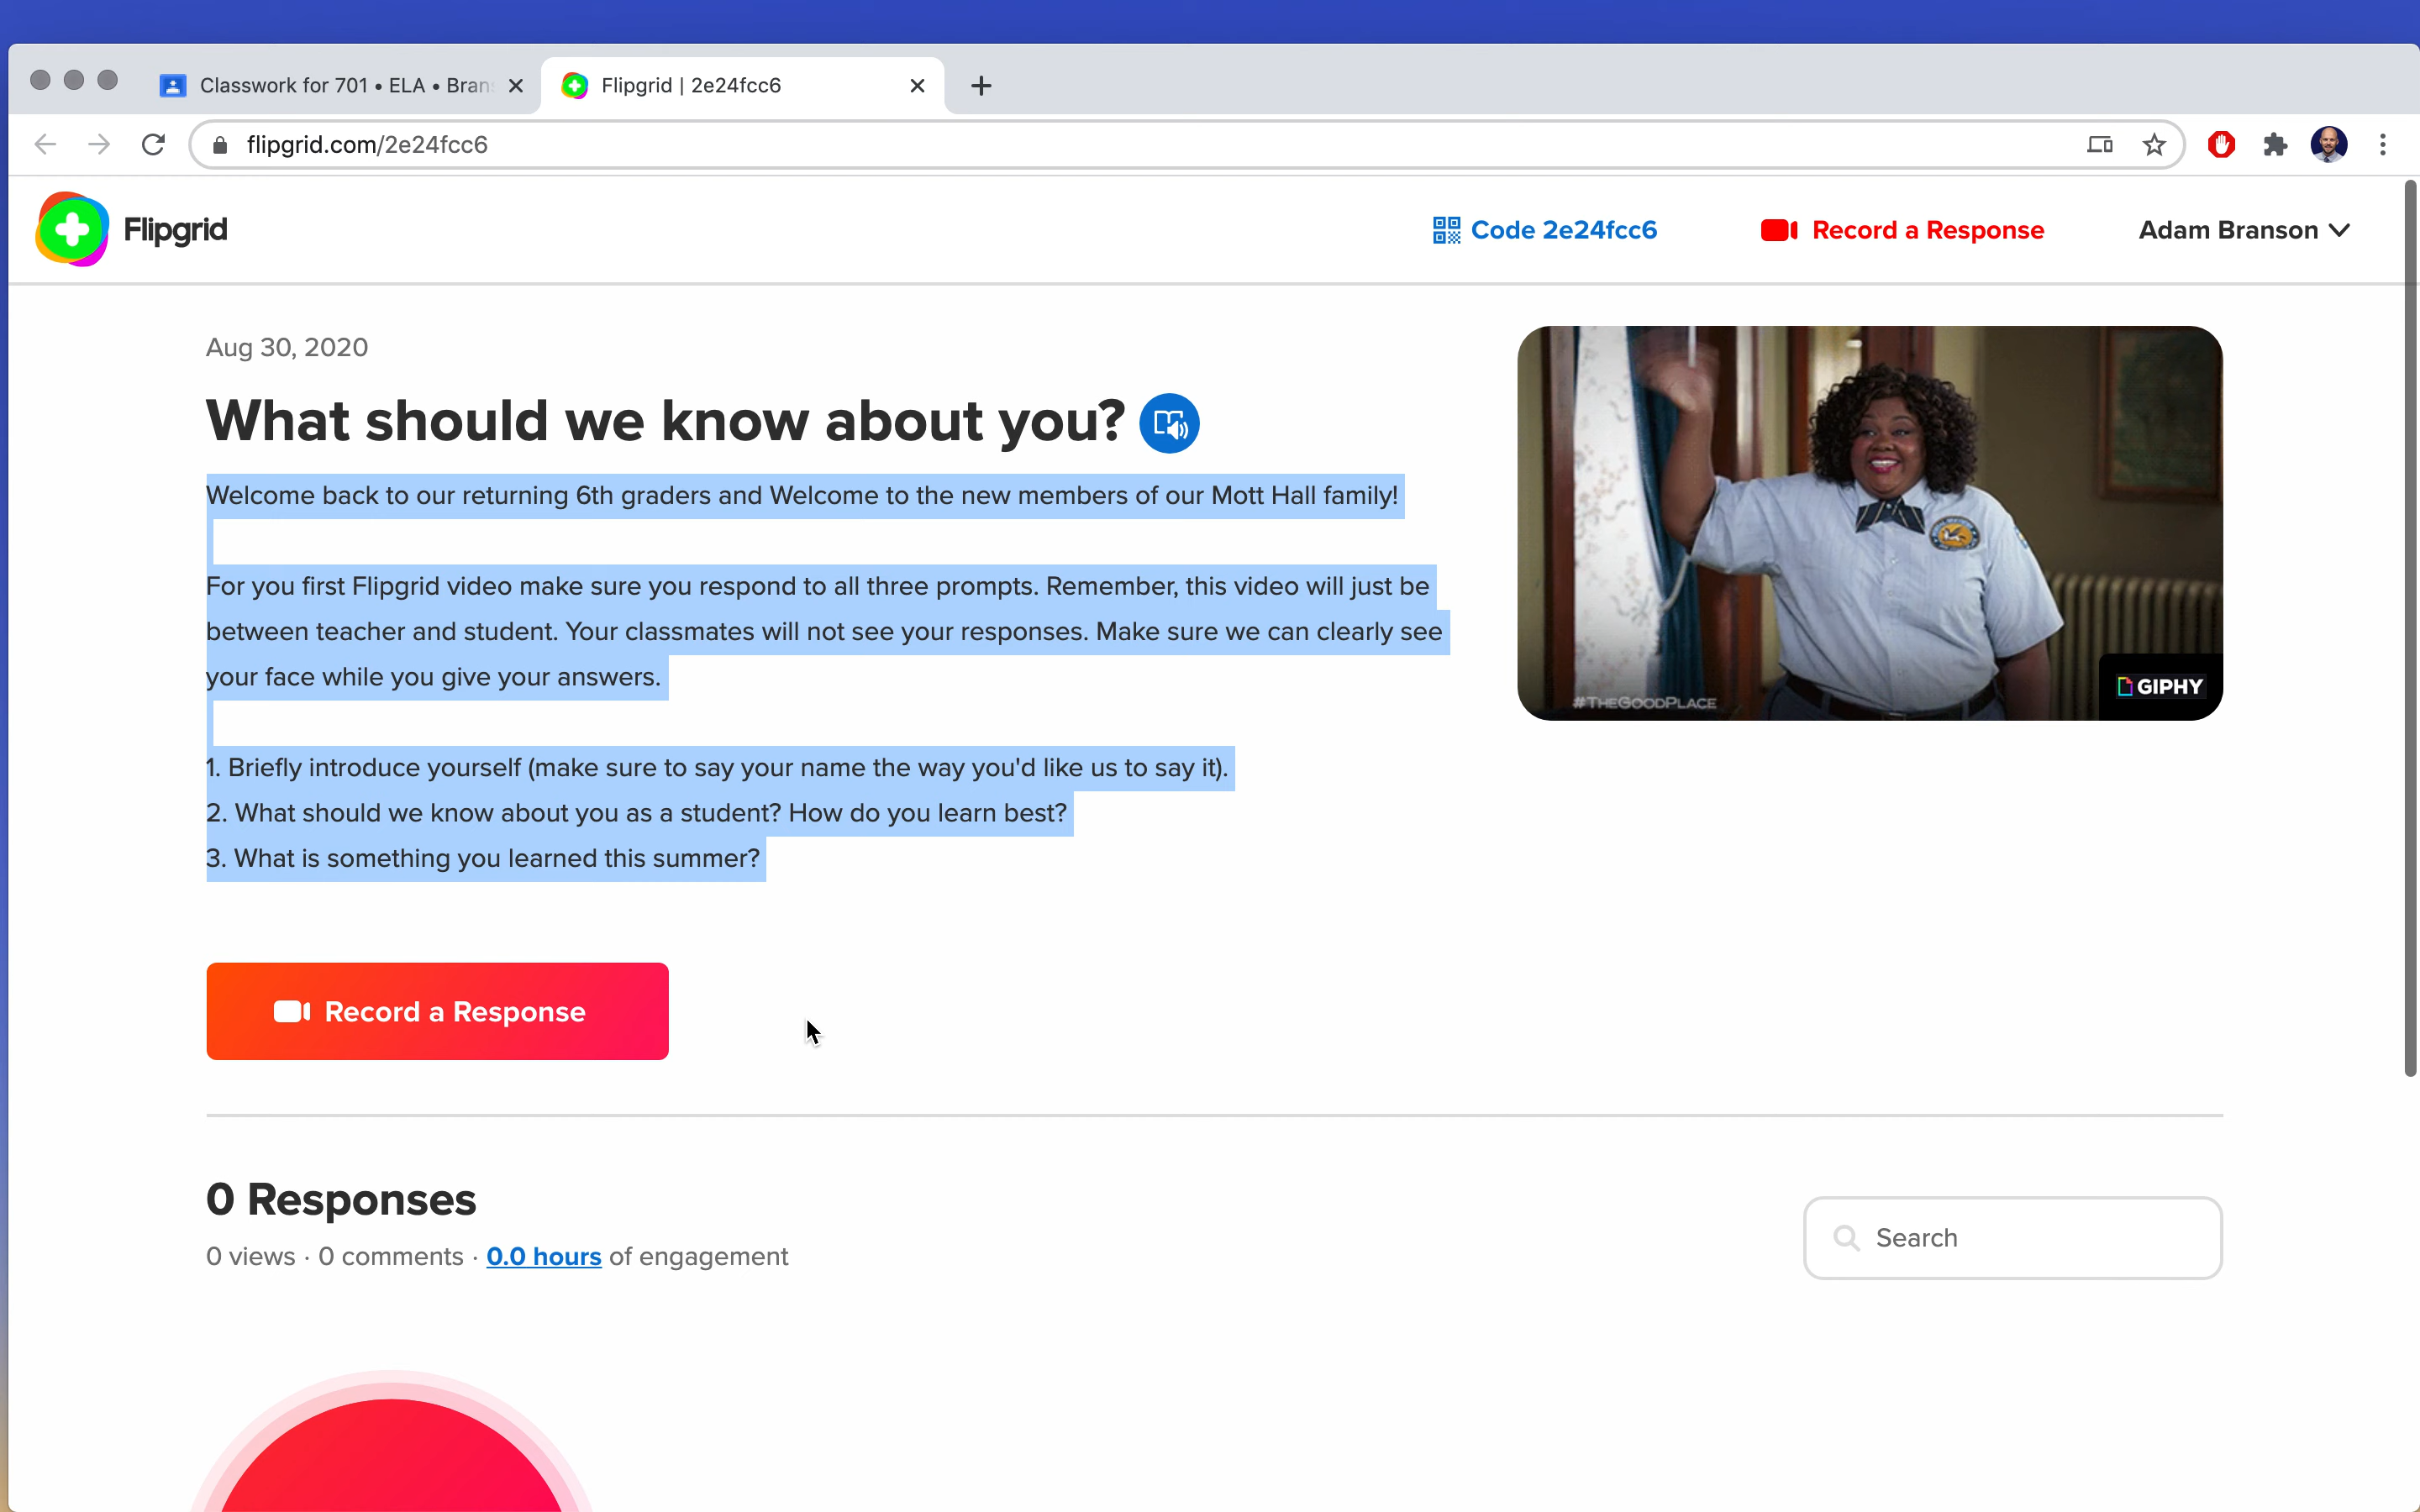 Classwork for 701 • ELA • Bran
Flipgrid | 2e24fcc6
flipgrid.com/2e24fcc6
Flipgrid
Code 2e24fcc6
Record a Response
Adam Branson
Aug 30, 2020
What should we know about you?
Welcome back to our returning 6th graders and Welcome to the new members of our Mott Hall family!
For you first Flipgrid video make sure you respond to all three prompts. Remember, this video will just be
between teacher and student. Your classmates will not see your responses. Make sure we can clearly see
your face while you give your answers.
1. Briefly introduce yourself (make sure to say your name the way you'd like us to say it).
2. What should we know about you as a student? How do you learn best?
3. What is something you learned this summer?
#THEGOODPLACE
GIPHY
Record a Response
0 Responses
0 views · 0 comments · 0.0 hours of engagement
Search